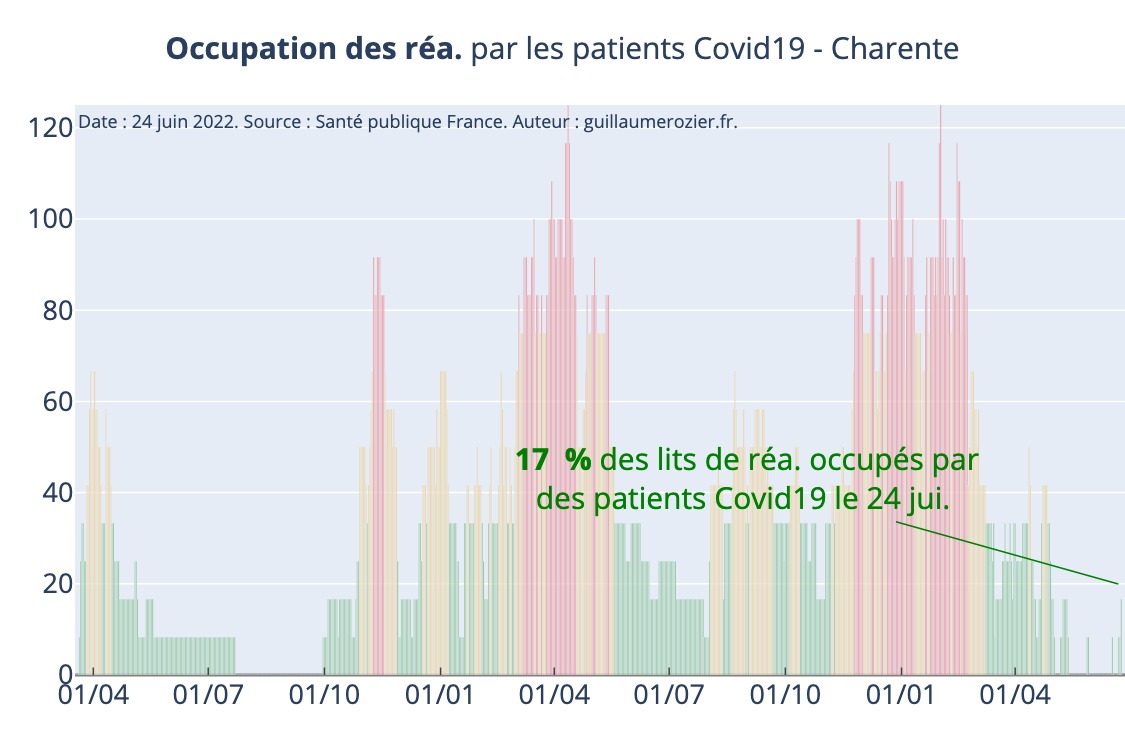 Occupation des réa. par les patients Covid19 - Charente
Date : 24 juin 2022. Source : Santé publique France. Auteur : guillaumerozier.fr.
120
100
80
60
40
20
0
17 % des lits de réa. occupés par
des patients Covid19 le 24 jui.
01/04 01/07 01/10 01/01 01/04 01/07 01/10 01/01 01/04